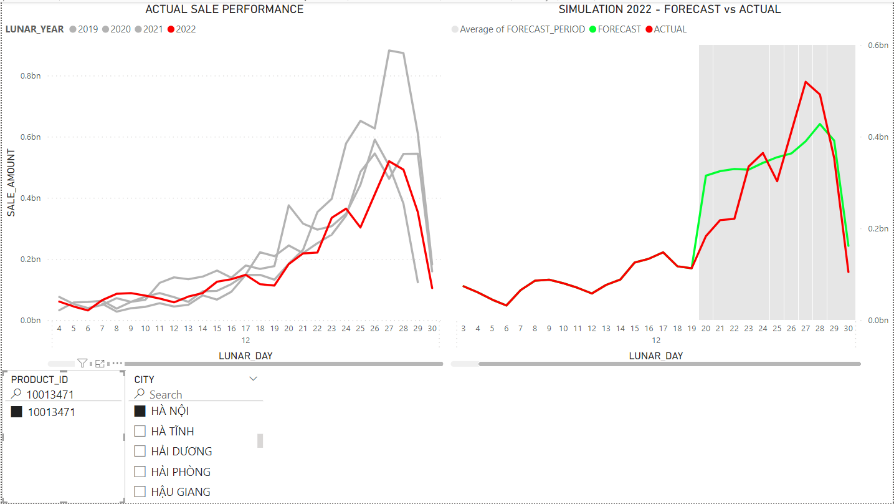 ACTUAL SALE PERFORMANCE
LUNAR_YEAR 2019 2020 2021 2022
0.8bn
0.6bn
0.4bn
0.2bn
0.0bn
SALE_AMOUNT
4 5 6 7 8 9 10 11 12 13 14 15 16 17 18 19 20 21 22 23 24 25 26 27 28 29 30
12
LUNAR_DAY
SIMULATION 2022 - FORECAST vs ACTUAL
Average of FORECAST_PERIOD FORECAST ACTUAL
0.6bn
0.4bn
0.2bn
0.0bn
3 4 5 6 7 8 9 10 11 12 13 14 15 16 17 18 19 20 21 22 23 24 25 26 27 28 29 30
12
LUNAR_DAY
PRODUCT_ID
10013471
10013471
CITY
Search
HÀ NỘI
HÀ TĨNH
HẢI DƯƠNG
HẢI PHÒNG
HẬU GIANG